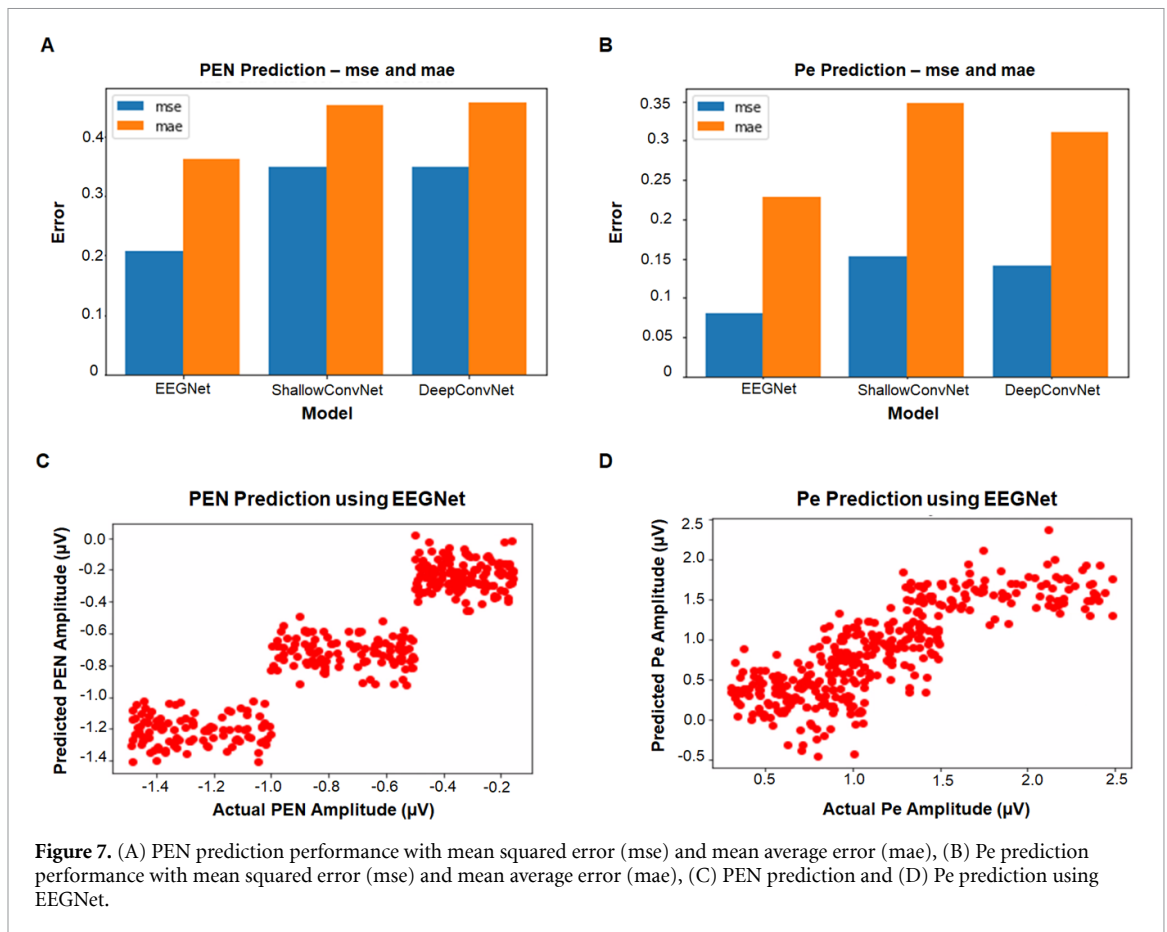 A
PEN Prediction – mse and mae
mse
mae
0.4
0.3
0.2
0.1
0
Error
EEGNet ShallowConvNet DeepConvNet
Model
B
Pe Prediction – mse and mae
mse
mae
0.35
0.3
0.25
0.2
0.15
0.1
0.05
0
Error
EEGNet ShallowConvNet DeepConvNet
Model
C
PEN Prediction using EEGNet
Predicted PEN Amplitude (μV)
0.0
-0.2
-0.4
-0.6
-0.8
-1.0
-1.2
-1.4
-1.4 -1.2 -1.0 -0.8 -0.6 -0.4 -0.2
Actual PEN Amplitude (μV)
D
Pe Prediction using EEGNet
Predicted Pe Amplitude (μV)
2.5
2.0
1.5
1.0
0.0
-0.5
0.5 1.0 1.5 2.0 2.5
Actual Pe Amplitude (μV)
Figure 7. (A) PEN prediction performance with mean squared error (mse) and mean average error (mae), (B) Pe prediction
performance with mean squared error (mse) and mean average error (mae), (C) PEN prediction and (D) Pe prediction using
EEGNet.